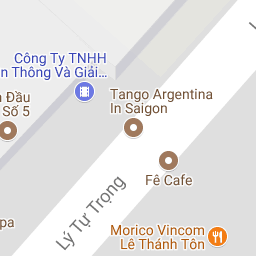 Công Ty TNHH
n Thông Và Giải...
Đầu
Số 5
Tango Argentina
In Saigon
Fê Cafe
Lý Tự Trọng
pa
Morico Vincom
Lê Thánh Tôn